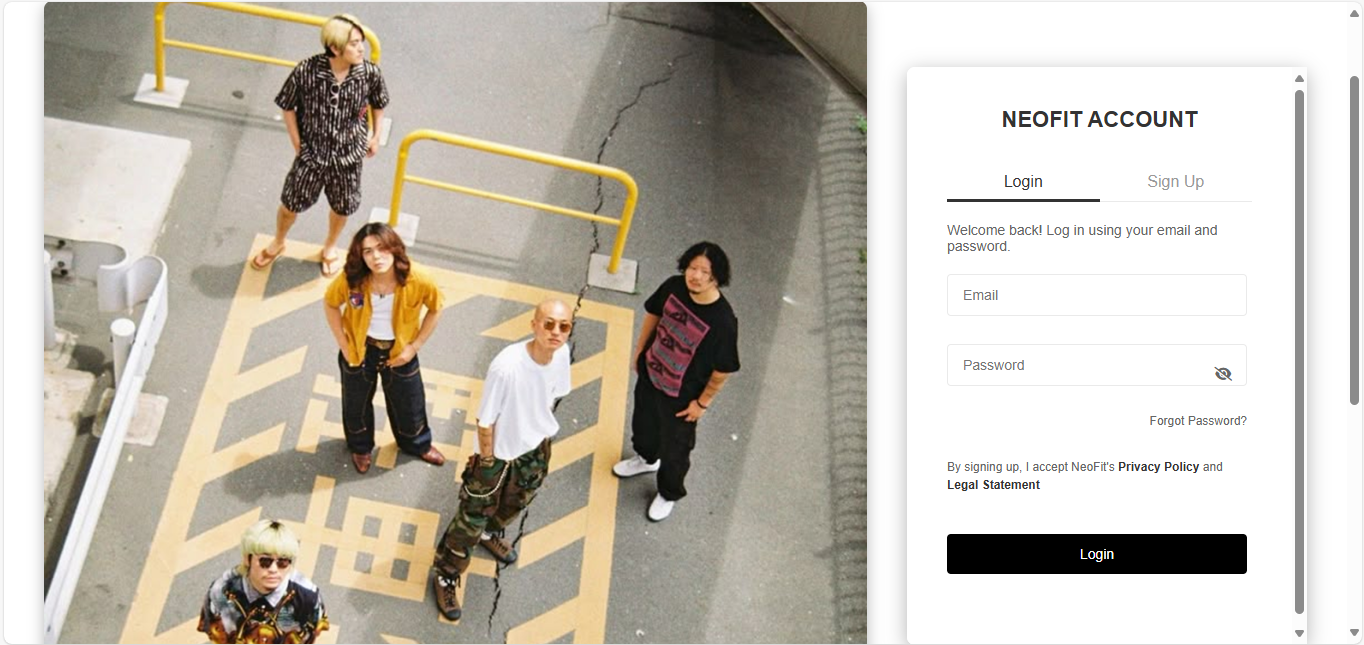 NEOFIT ACCOUNT
Login
Sign Up
Welcome back! Log in using your email and
password.
Email
Password
Forgot Password?
By signing up, I accept NeoFit's Privacy Policy and
Legal Statement
Login